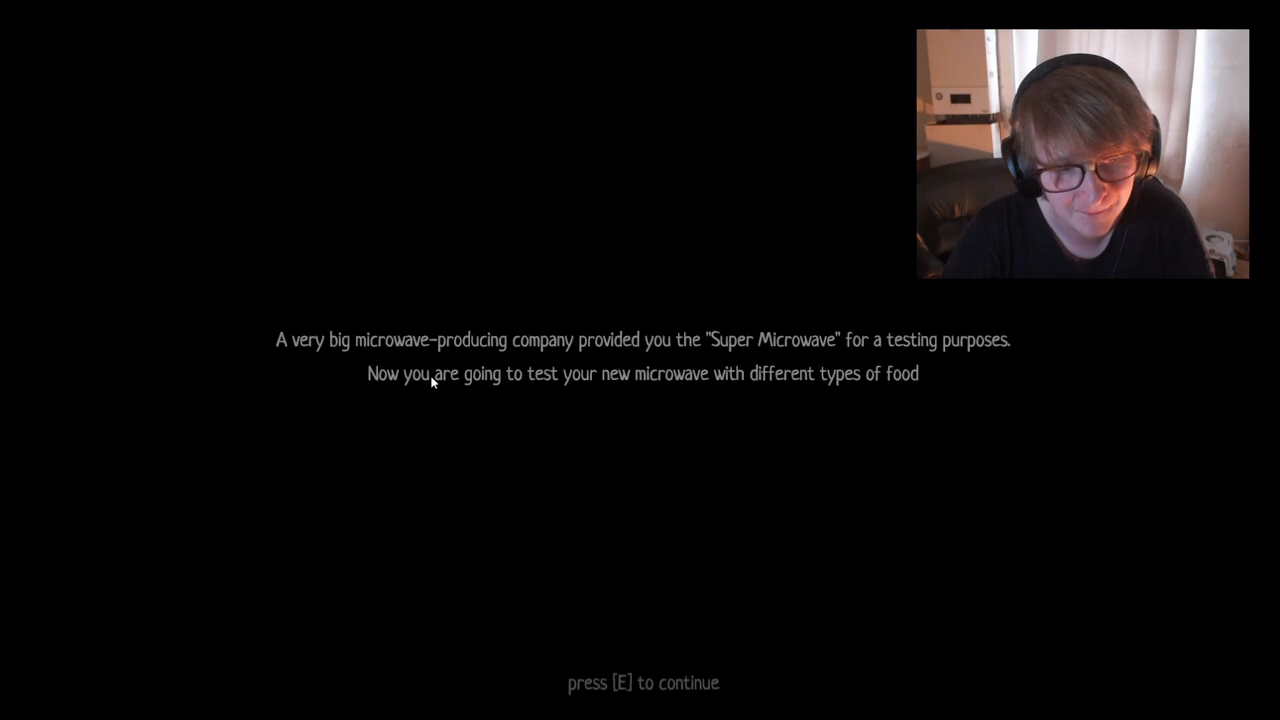 A very big microwave-producing company provided you the "Super Microwave" for a testing purposes.
Now you are going to test your new microwave with different types of food
press [E] to continue